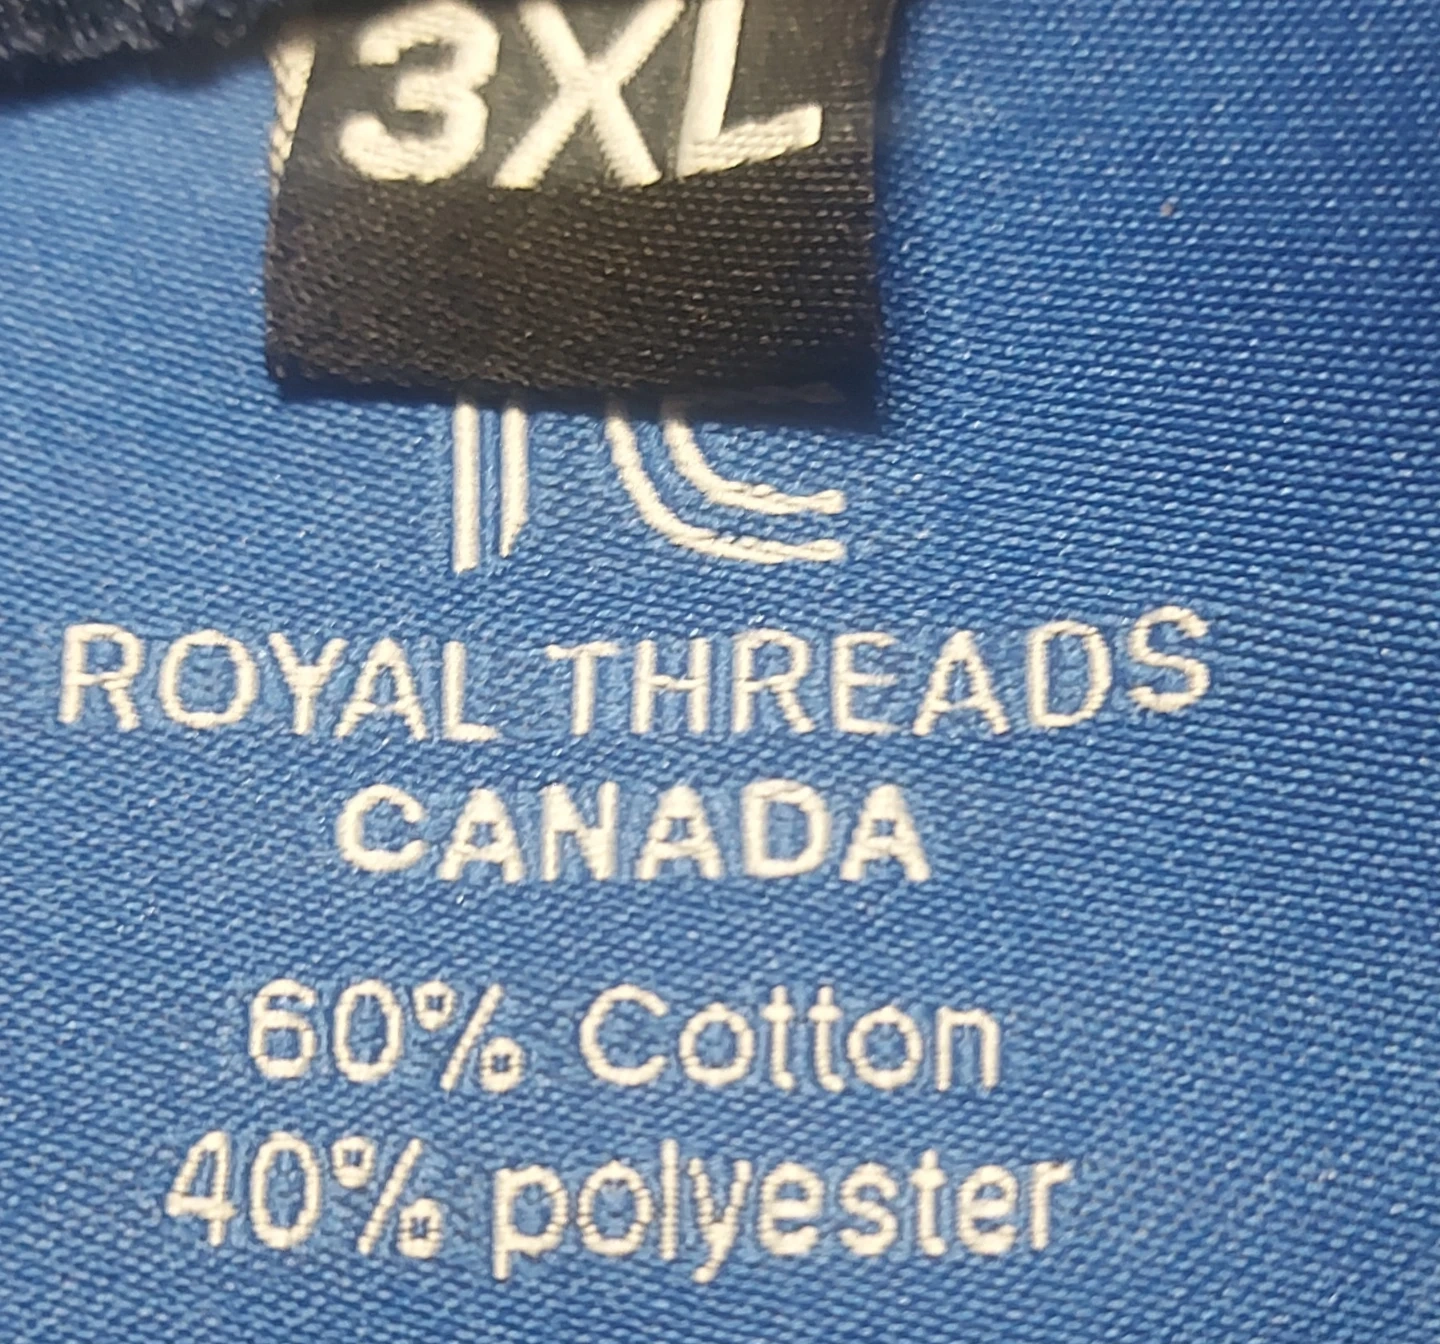 3XL
ROYAL THREADS
CANADA
60% Cotton
40% polyester